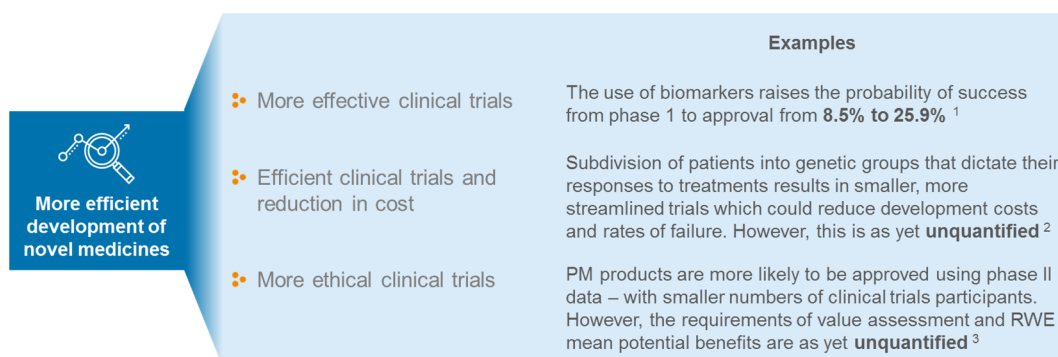 More efficient
development of
novel medicines
Examples
More effective clinical trials
The use of biomarkers raises the probability of success
from phase 1 to approval from 8.5% to 25.9% 1
Efficient clinical trials and
reduction in cost
Subdivision of patients into genetic groups that dictate their
responses to treatments results in smaller, more
streamlined trials which could reduce development costs
and rates of failure. However, this is as yet unquantified 2
More ethical clinical trials
PM products are more likely to be approved using phase II
data – with smaller numbers of clinical trials participants.
However, the requirements of value assessment and RWE
mean potential benefits are as yet unquantified 3